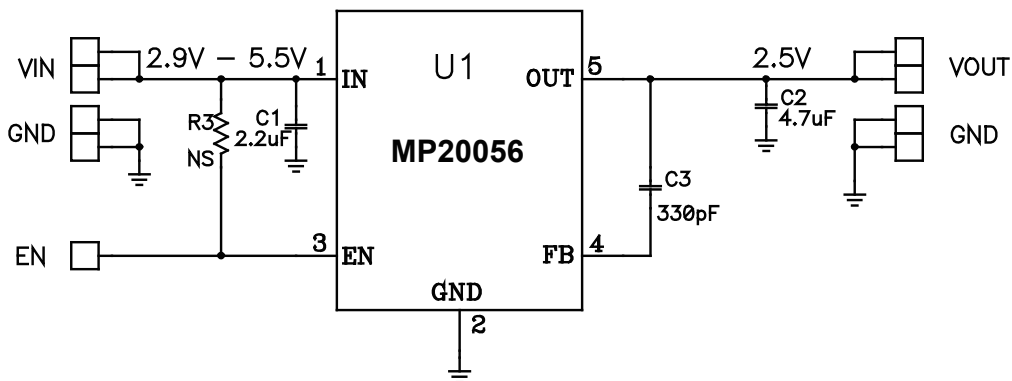 VIN
2.9V – 5.5V
1
IN
U1
OUT
5
2.5V
VOUT
GND
R3
NS
C1
2.2uF
MP20056
C2
4.7uF
GND
C3
330pF
EN
3
EN
FB
4
GND
2